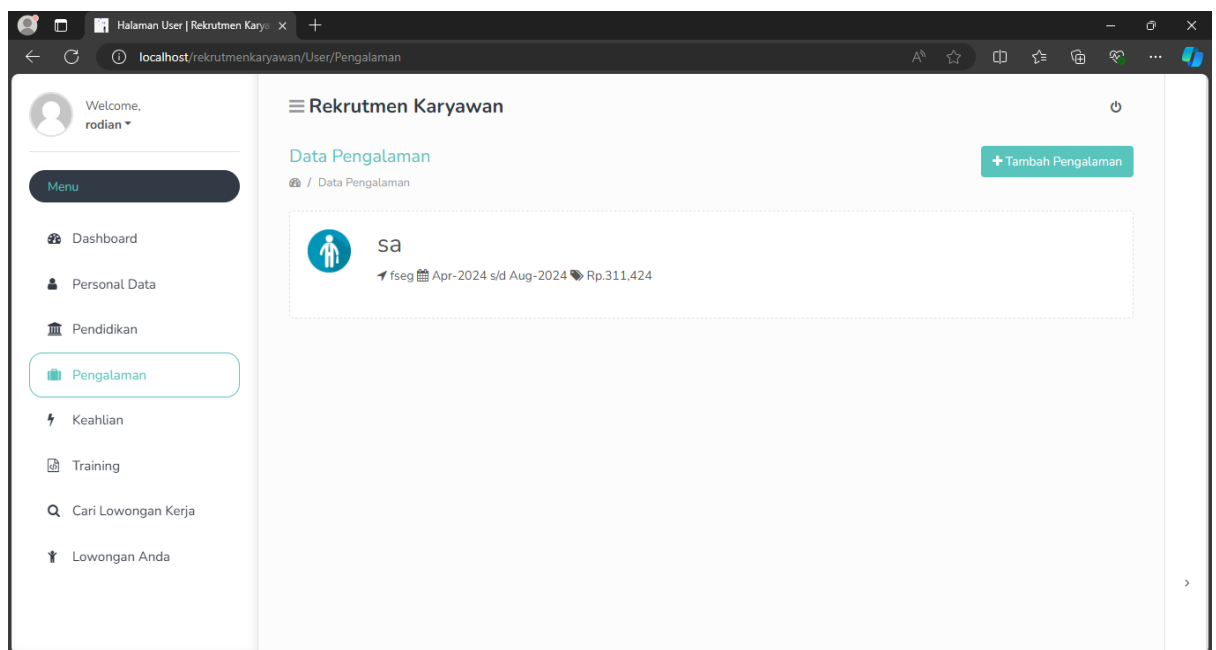 Halaman User | Rekrutmen Karya
localhost/rekrutmenkaryawan/User/Pengalaman
Welcome,
rodian
Menu
Dashboard
Personal Data
Pendidikan
Pengalaman
Keahlian
Training
Cari Lowongan Kerja
Lowongan Anda
Rekrutmen Karyawan
Data Pengalaman
+ Tambah Pengalaman
/ Data Pengalaman
sa
fseg Apr-2024 s/d Aug-2024 Rp.311,424